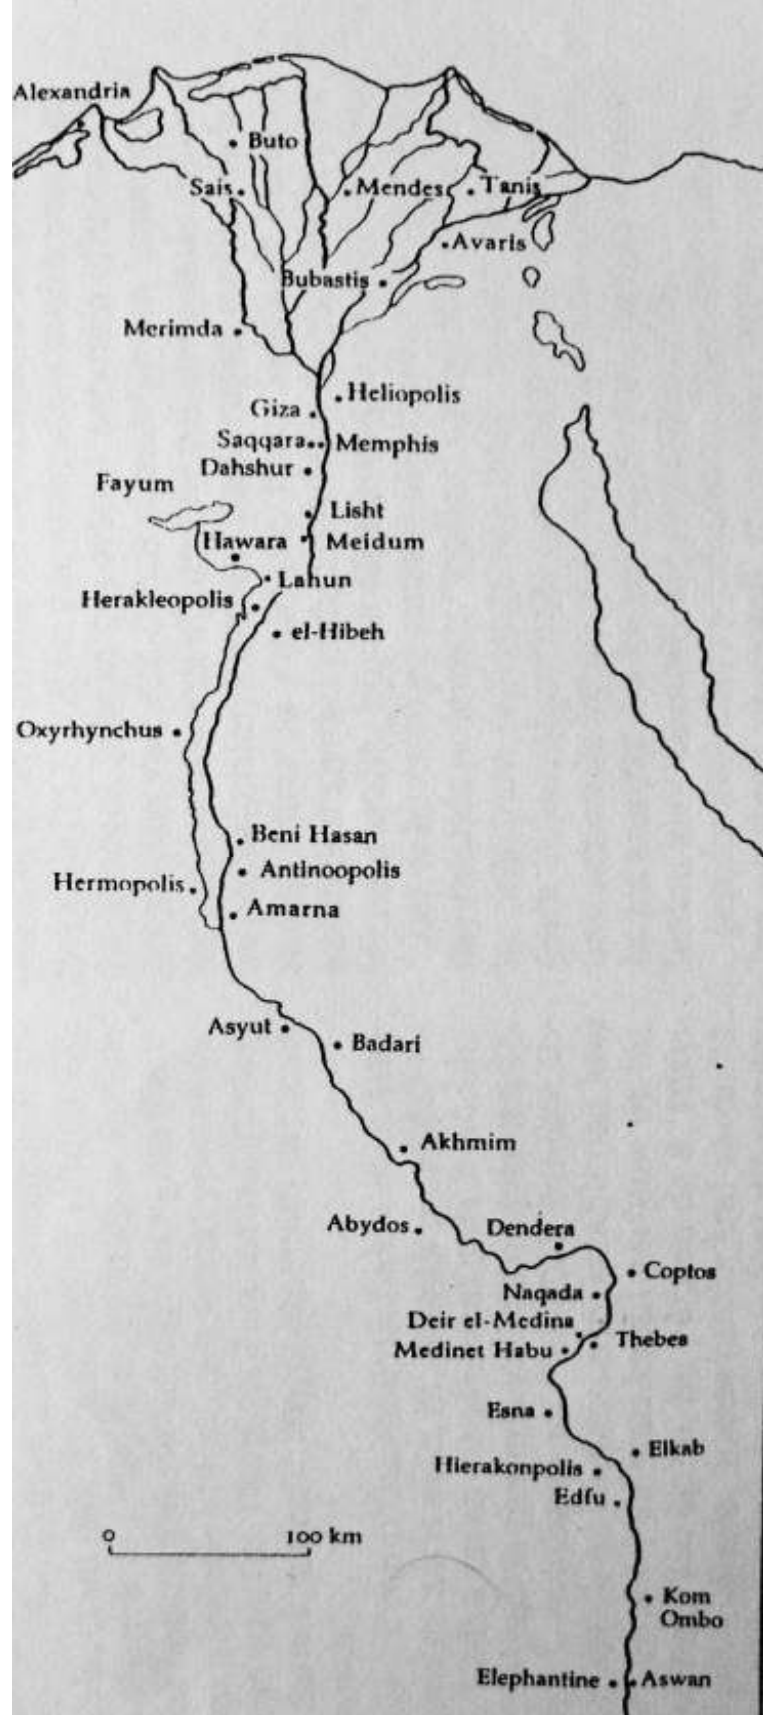 Alexandria
Buto
Sais
Mendes
Tanis
Avaris
Bubastis
Merimda
Heliopolis
Giza
Saqqara
Memphis
Dahshur
Fayum
Lisht
Hawara
Meidum
Lahun
Herakleopolis
el-Hibeh
Oxyrhynchus
Beni Hasan
Antinoopolis
Hermopolis
Amarna
Asyut
Badari
Akhmim
Abydos
Dendera
Coptos
Naqada
Deir el-Medina
Thebes
Medinet Habu
Esna
Elkab
Hierakonpolis
Edfu
0 100 km
Kom
Ombo
Elephantine
Aswan